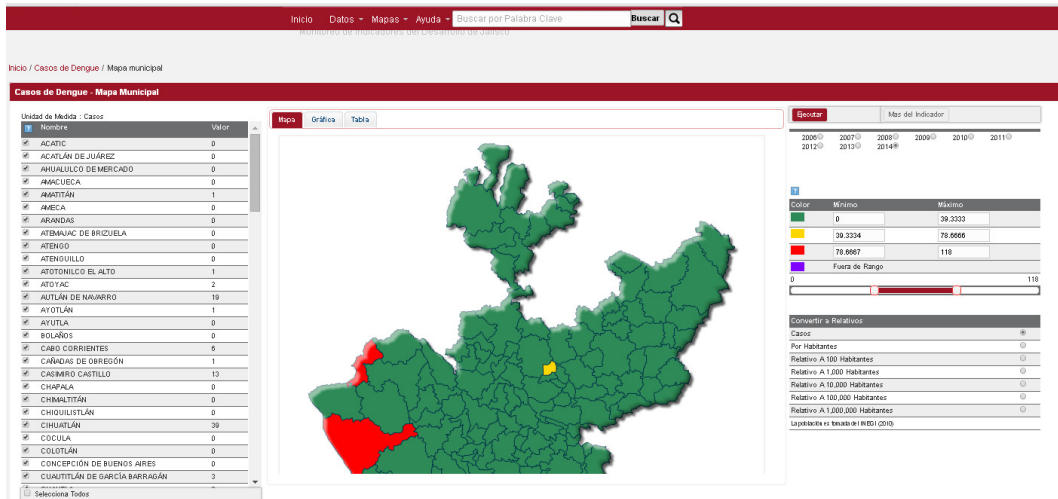 Inicio Datos Mapas Ayuda Buscar por Palabra Clave Buscar
Monitoreo de Indicadores del Desarrollo de Jalisco
Inicio / Casos de Dengue / Mapa municipal
Casos de Dengue - Mapa Municipal
Unidad de Medida : Casos
? Nombre Valor
ACATIC 0
ACATLÁN DE JUÁREZ 0
AHUALULCO DE MERCADO 0
AMACUECA 0
AMATITÁN 1
AMECA 0
ARANDAS 0
ATEMAJAC DE BRIZUELA 0
ATENGO 0
ATENGUILLO 0
ATOTONILCO EL ALTO 1
ATOYAC 2
AUTLÁN DE NAVARRO 19
AYOTLÁN 1
AYUTLA 0
BOLAÑOS 0
CABO CORRIENTES 6
CAÑADAS DE OBREGÓN 1
CASIMIRO CASTILLO 13
CHAPALA 0
CHIMALTITÁN 0
CHIQUILISTLÁN 0
CIHUATLÁN 39
COCULA 0
COLOTLÁN 0
CONCEPCIÓN DE BUENOS AIRES 0
CUAUTITLÁN DE GARCÍA BARRAGÁN 3
Selecciona Todos
Mapa Gráfica Tabla
Ejecutar Mas del Indicador
2006 2007 2008 2009 2010 2011
2012 2013 2014
?
Color Mínimo Máximo
0 39.3333
39.3334 78.6666
78.6667 118
Fuera de Rango
0 118
Convertir a Relativos
Casos
Por Habitantes
Relativo A 100 Habitantes
Relativo A 1,000 Habitantes
Relativo A 10,000 Habitantes
Relativo A 100,000 Habitantes
Relativo A 1,000,000 Habitantes
La población es tomada del INEGI (2010)